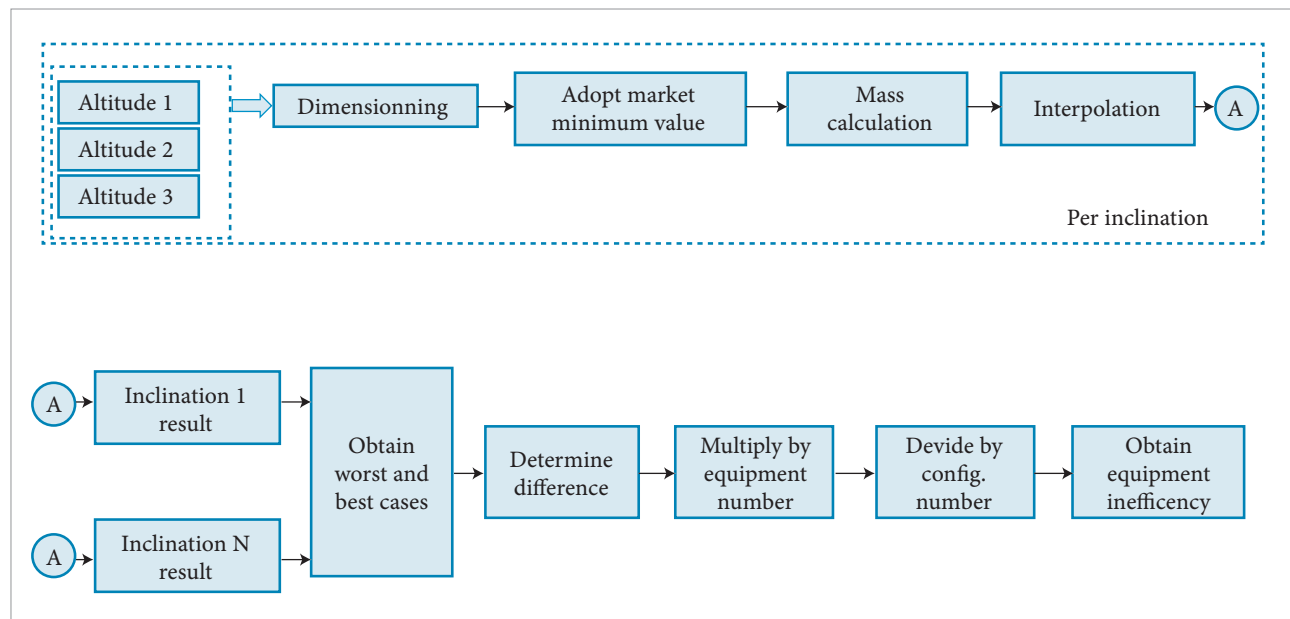 Altitude 1
Altitude 2
Altitude 3
Dimensionning
Adopt market
minimum value
Mass
calculation
Interpolation
A
Per inclination
A
Inclination 1
result
A
Inclination N
result
Obtain
worst and
best cases
Determine
difference
Multiply by
equipment
number
Devide by
config.
number
Obtain
equipment
inefficency